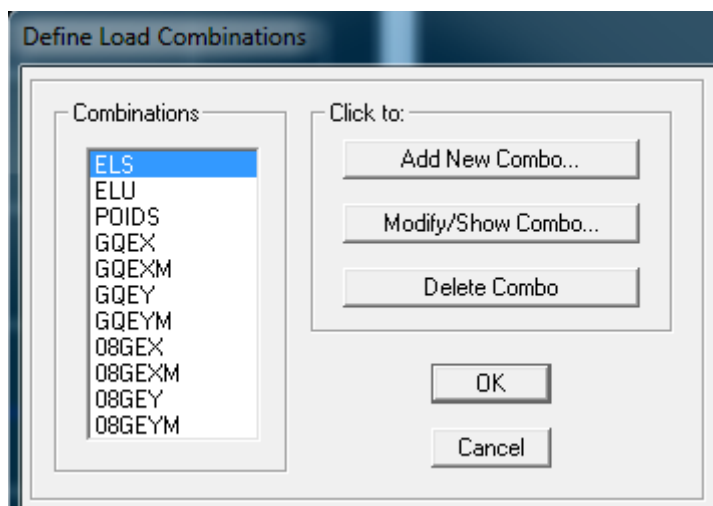 Define Load Combinations
Combinations
ELS
ELU
POIDS
GQEX
GQEXM
GQEY
GQEYM
08GEX
08GEXM
08GEY
08GEYM
Click to:
Add New Combo...
Modify/Show Combo...
Delete Combo
OK
Cancel